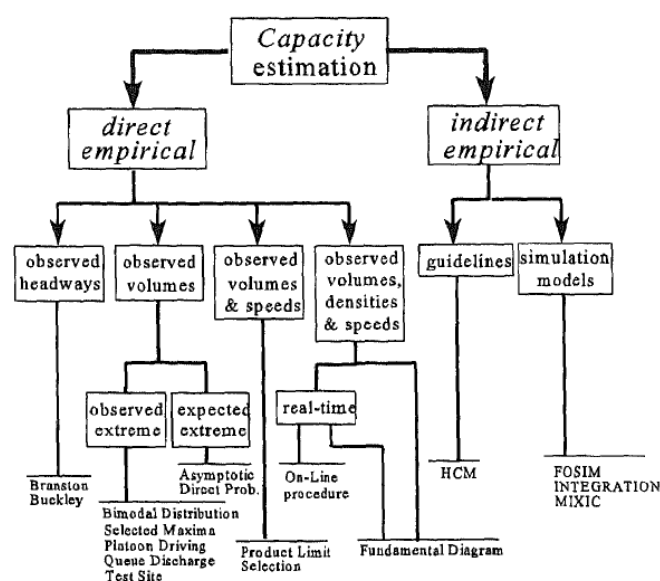 Capacity
estimation
direct
empirical
indirect
empirical
observed
headways
observed
volumes
observed
volumes
& speeds
observed
volumes,
densities
& speeds
guidelines
simulation
models
observed
extreme
expected
extreme
real-time
Branston
Buckley
Bimodal Distribution
Selected Maxima
Platoon Driving
Queue Discharge
Test Site
Asymptotic
Direct Prob.
Product Limit
Selection
On-Line
procedure
Fundamental Diagram
HCM
FOSIM
INTEGRATION
MIXIC